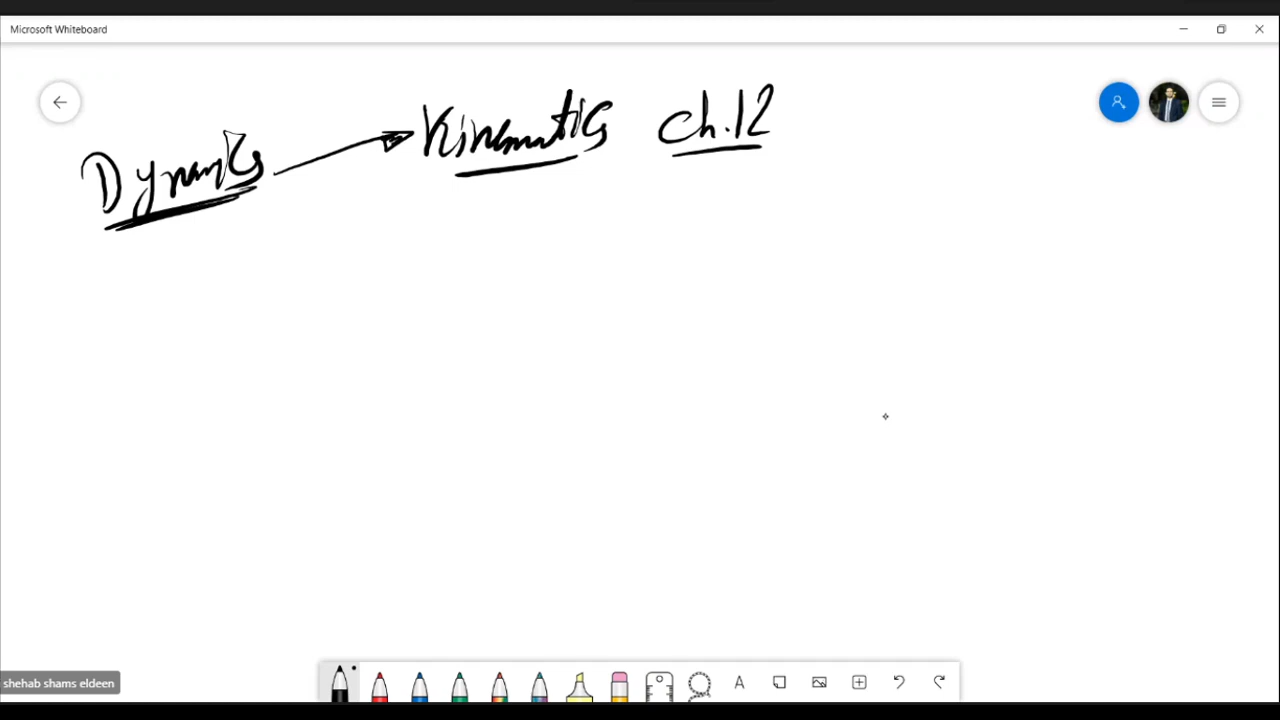 Microsoft Whiteboard
Dynamics → Kinematics ch.12
shehab shams eldeen
A